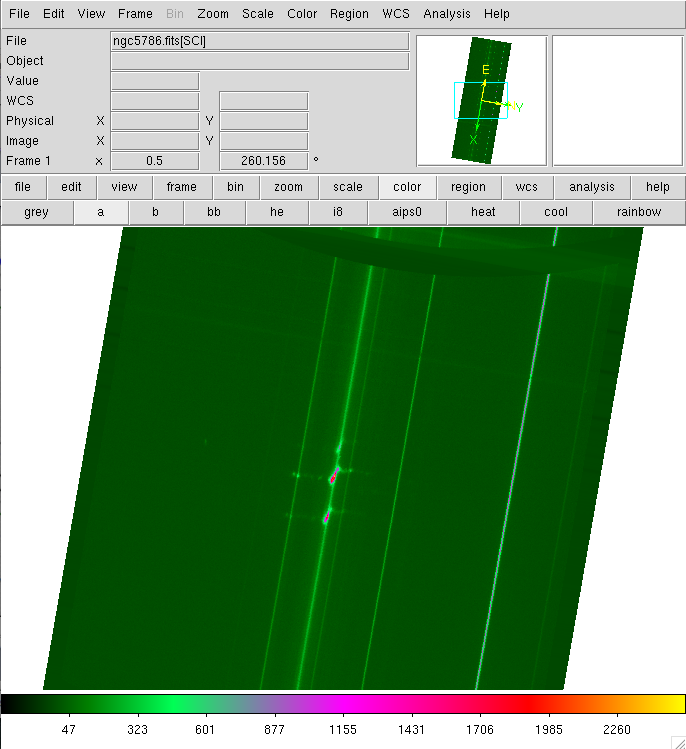 File Edit View Frame Bin Zoom Scale Color Region WCS Analysis Help
File ngc5786.fits[SCI]
Object
Value
WCS
Physical X Y
Image X Y
Frame 1 x 0.5 260.156 °
E
Y
X
file edit view frame bin zoom scale color region wcs analysis help
grey a b bb he i8 aips0 heat cool rainbow
47 323 601 877 1155 1431 1706 1985 2260